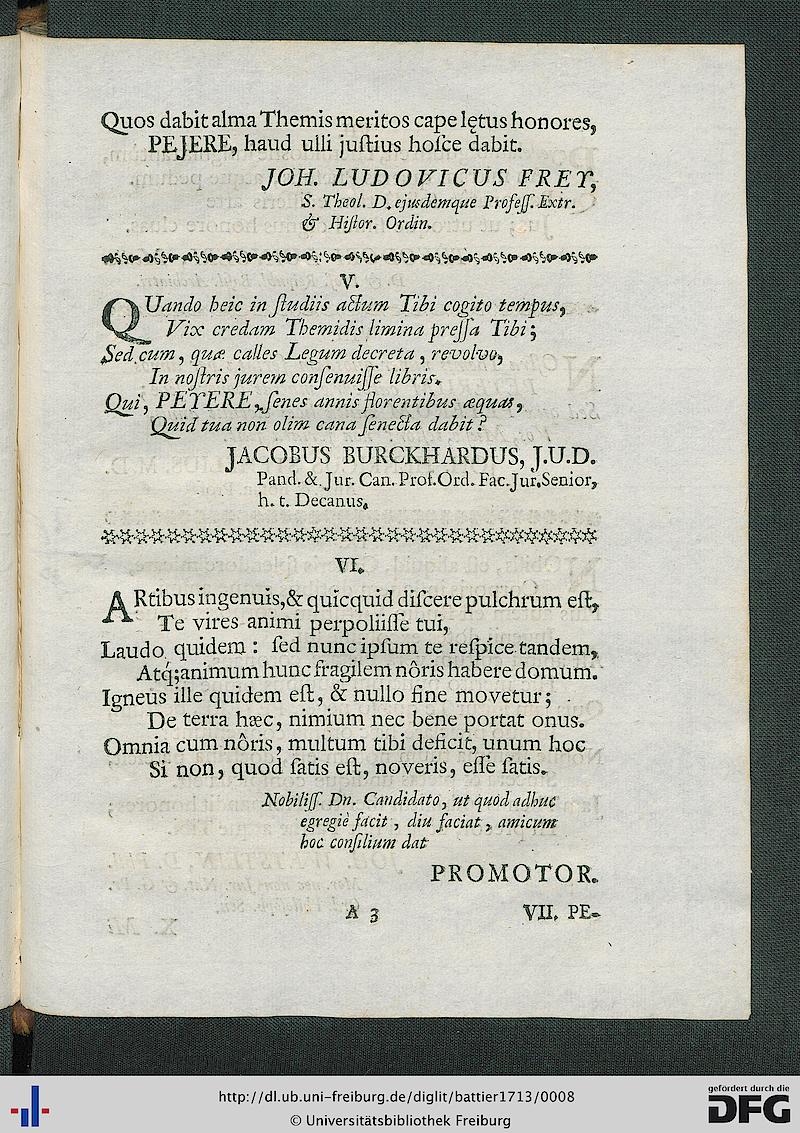 Quos dabit alma Themis meritos cape lętus honores,
PEJERE, haud ulli juſtius hoſce dabit.
JOH. LUDOVICUS FREY,
S. Theol. D. ejusdemque Profeſſ. Extr.
& Hiſtor. Ordin.
V.
QUando heic in ſtudiis actum Tibi cogito tempus,
Vix credam Themidis limina preſſa Tibi;
Sed cum, quæ calles Legum decreta, revolvo,
In noſtris jurem conſenuiſſe libris.
Qui, PEYERE, ſenes annis florentibus æquas,
Quid tua non olim cana ſenecta dabit?
JACOBUS BURCKHARDUS, J.U.D.
Pand. & Jur. Can. Prof. Ord. Fac. Jur. Senior,
h. t. Decanus.
VI.
ARtibus ingenuis, & quicquid diſcere pulchrum eſt,
Te vires animi perpoliiſſe tui,
Laudo quidem: ſed nunc ipſum te reſpice tandem,
Atq́; animum hunc fragilem nôris habere domum.
Igneus ille quidem eſt, & nullo fine movetur;
De terra hæc, nimium nec bene portat onus.
Omnia cum nôris, multum tibi deficit, unum hoc
Si non, quod ſatis eſt, noveris, eſſe ſatis.
Nobiliſſ. Dn. Candidato, ut quod adhuc
egregiè facit, diu faciat, amicum
hoc conſilium dat
PROMOTOR.
A 3 VII. PE-
http://dl.ub.uni-freiburg.de/diglit/battier1713/0008
© Universitätsbibliothek Freiburg
gefördert durch die
DFG